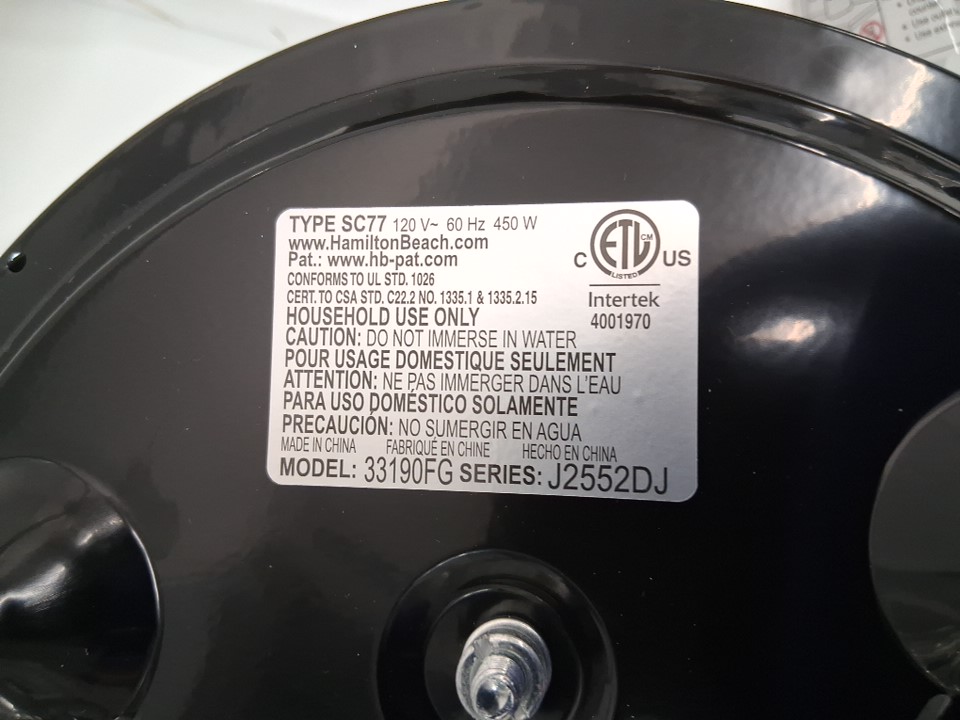 TYPE SC77 120 V~ 60 Hz 450 W
www.HamiltonBeach.com
Pat.: www.hb-pat.com
CONFORMS TO UL STD. 1026
CERT. TO CSA STD. C22.2 NO. 1335.1 & 1335.2.15
HOUSEHOLD USE ONLY
CAUTION: DO NOT IMMERSE IN WATER
POUR USAGE DOMESTIQUE SEULEMENT
ATTENTION: NE PAS IMMERGER DANS L'EAU
PARA USO DOMÉSTICO SOLAMENTE
PRECAUCIÓN: NO SUMERGIR EN AGUA
MADE IN CHINA FABRIQUÉ EN CHINE HECHO EN CHINA
MODEL: 33190FG SERIES: J2552DJ
ETL CM
LISTED
C US
Intertek
4001970